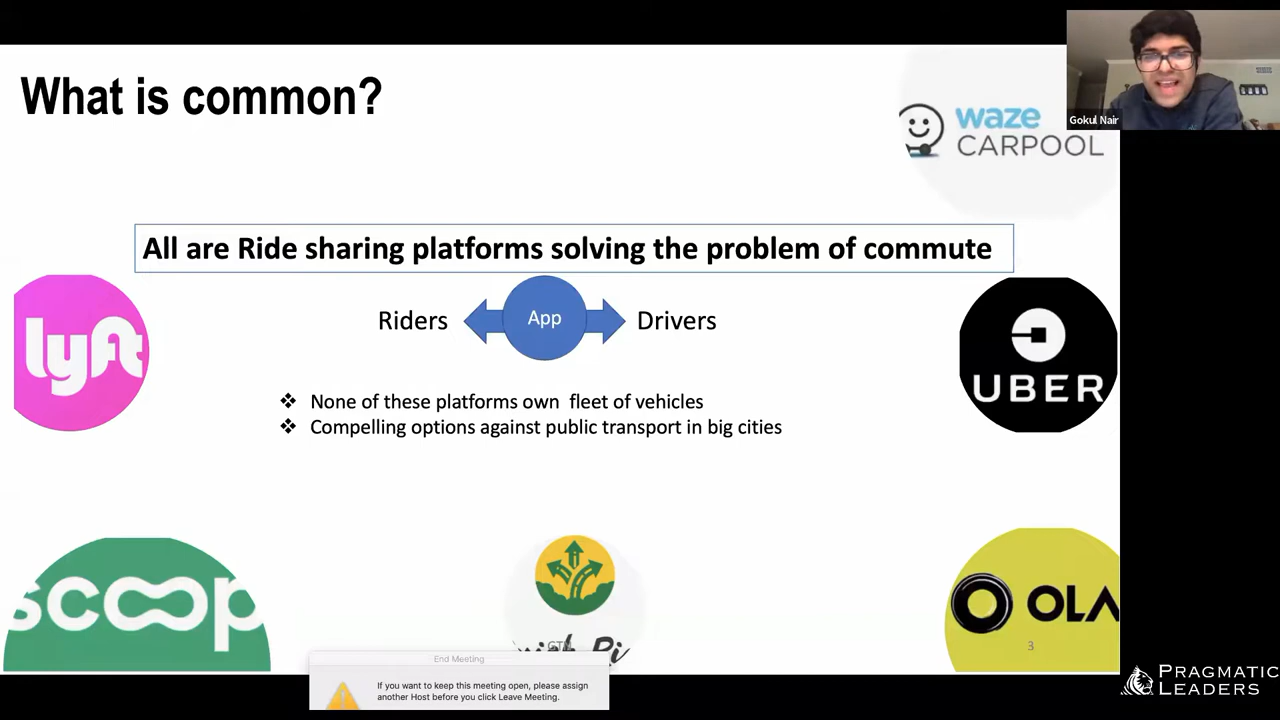 What is common?
waze
CARPOOL
Gokul Nair
All are Ride sharing platforms solving the problem of commute
lyft
Riders
App
Drivers
UBER
❖ None of these platforms own fleet of vehicles
❖ Compelling options against public transport in big cities
scoop
OLA
3
End Meeting
If you want to keep this meeting open, please assign
another Host before you click Leave Meeting.
PRAGMATIC
LEADERS